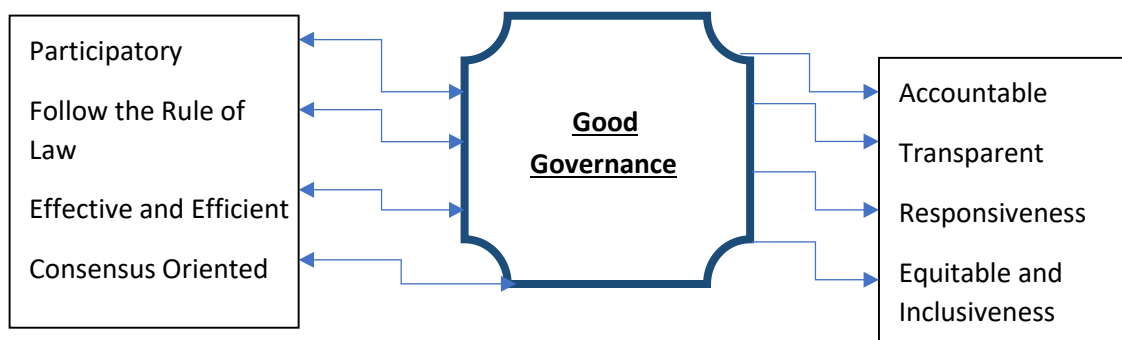 Participatory
Follow the Rule of
Law
Effective and Efficient
Consensus Oriented
Good
Governance
Accountable
Transparent
Responsiveness
Equitable and
Inclusiveness